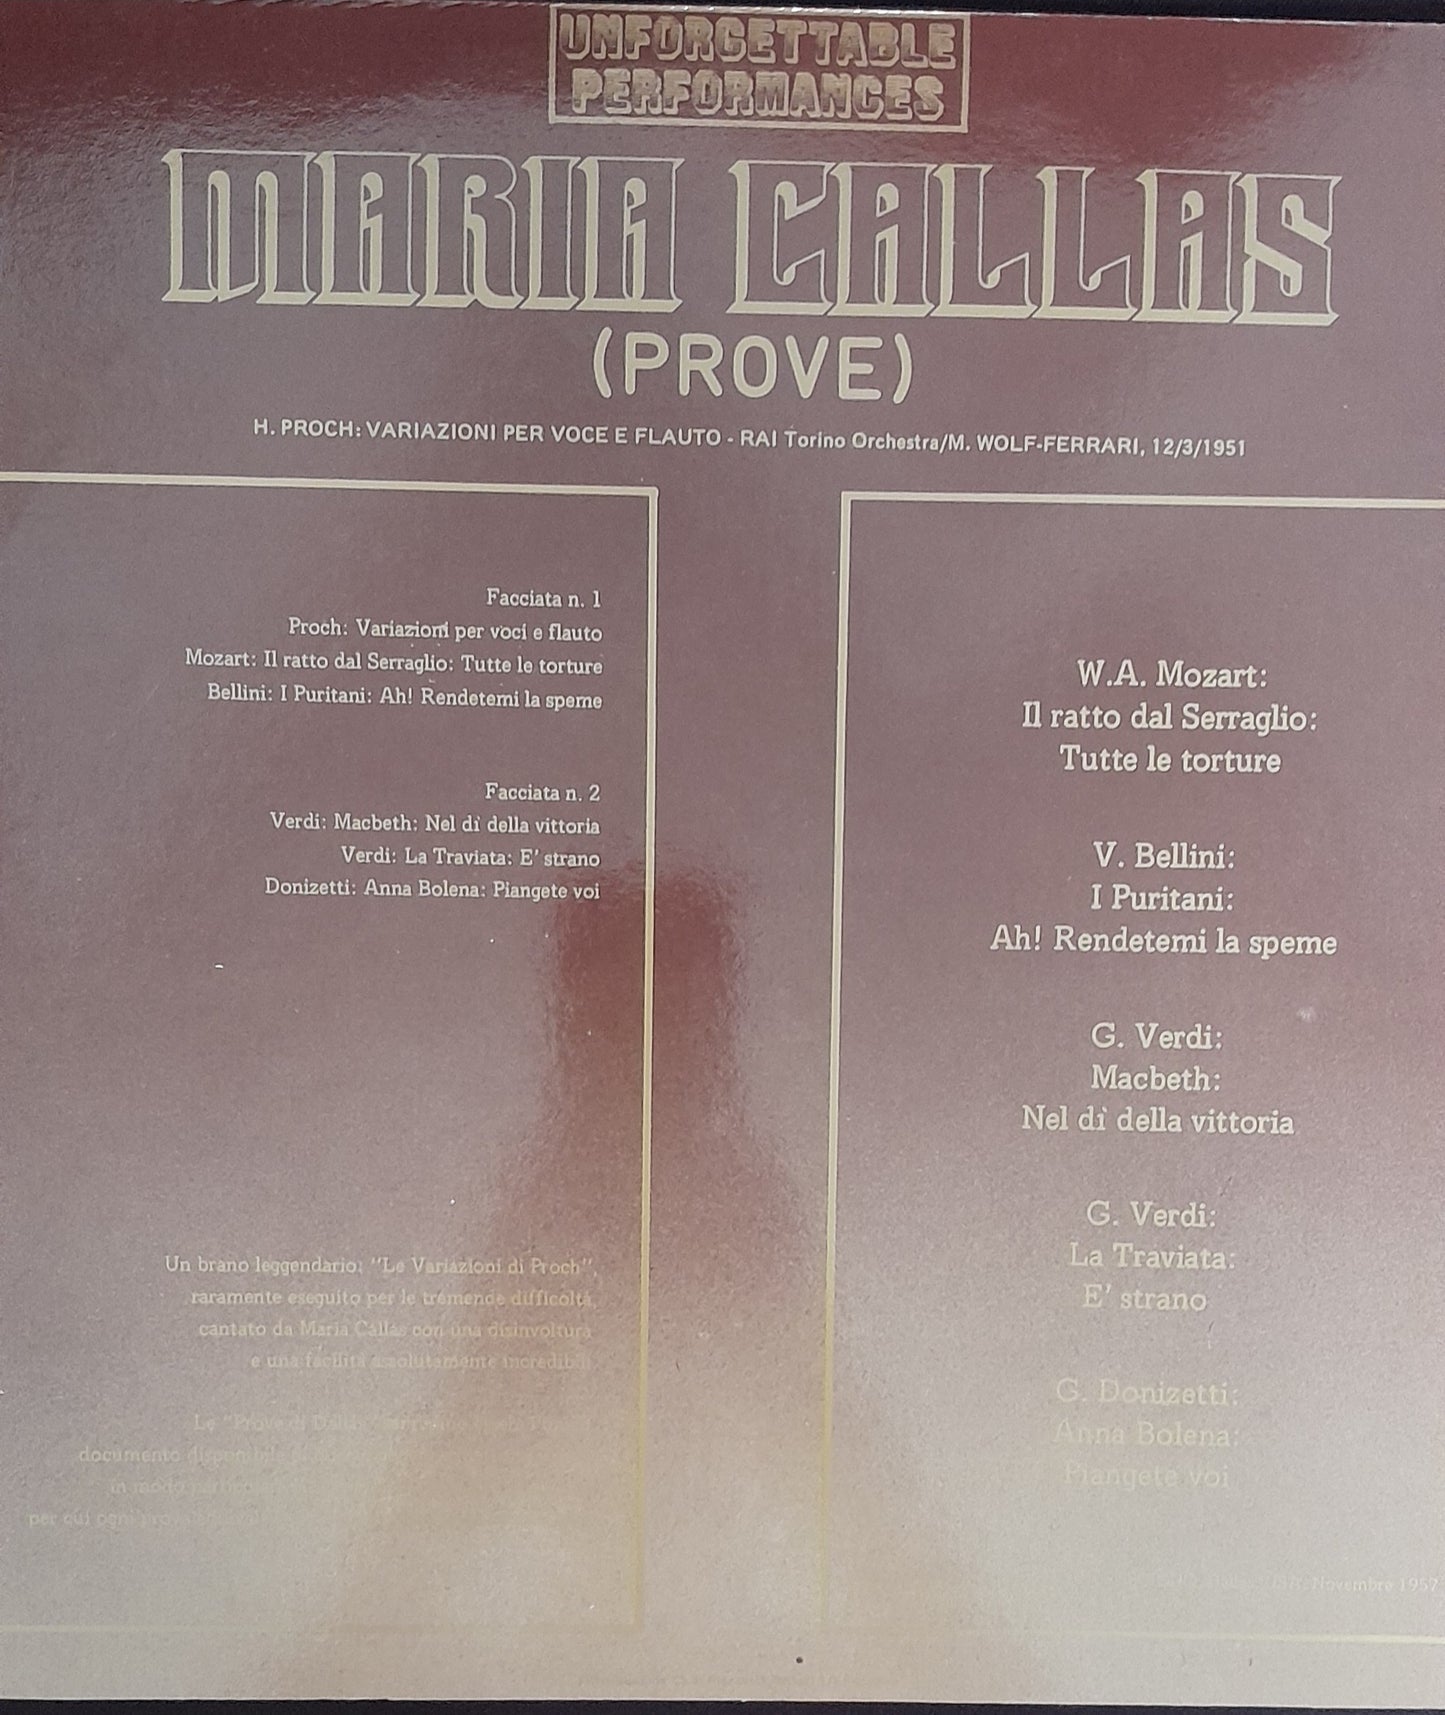 UNFORGETTABLE
PERFORMANCES
MARIA CALLAS
(PROVE)
H. PROCH: VARIAZIONI PER VOCE E FLAUTO - RAI Torino Orchestra/M. WOLF-FERRARI, 12/3/1951
Facciata n. 1
Proch: Variazioni per voci e flauto
Mozart: Il ratto dal Serraglio: Tutte le torture
Bellini: I Puritani: Ah! Rendetemi la speme
Facciata n. 2
Verdi: Macbeth: Nel dì della vittoria
Verdi: La Traviata: E' strano
Donizetti: Anna Bolena: Piangete voi
Un brano leggendario: "Le Variazioni di Proch",
raramente eseguito per le tremende difficoltà,
cantato da Maria Callas con una disinvoltura
e una facilità assolutamente incredibili.
Le "Prove di
documento disponibile
in modo
per cui ogni
W.A. Mozart:
Il ratto dal Serraglio:
Tutte le torture
V. Bellini:
I Puritani:
Ah! Rendetemi la speme
G. Verdi:
Macbeth:
Nel dì della vittoria
G. Verdi:
La Traviata:
E' strano
G. Donizetti:
Anna Bolena:
Piangete voi
Novembre 1957